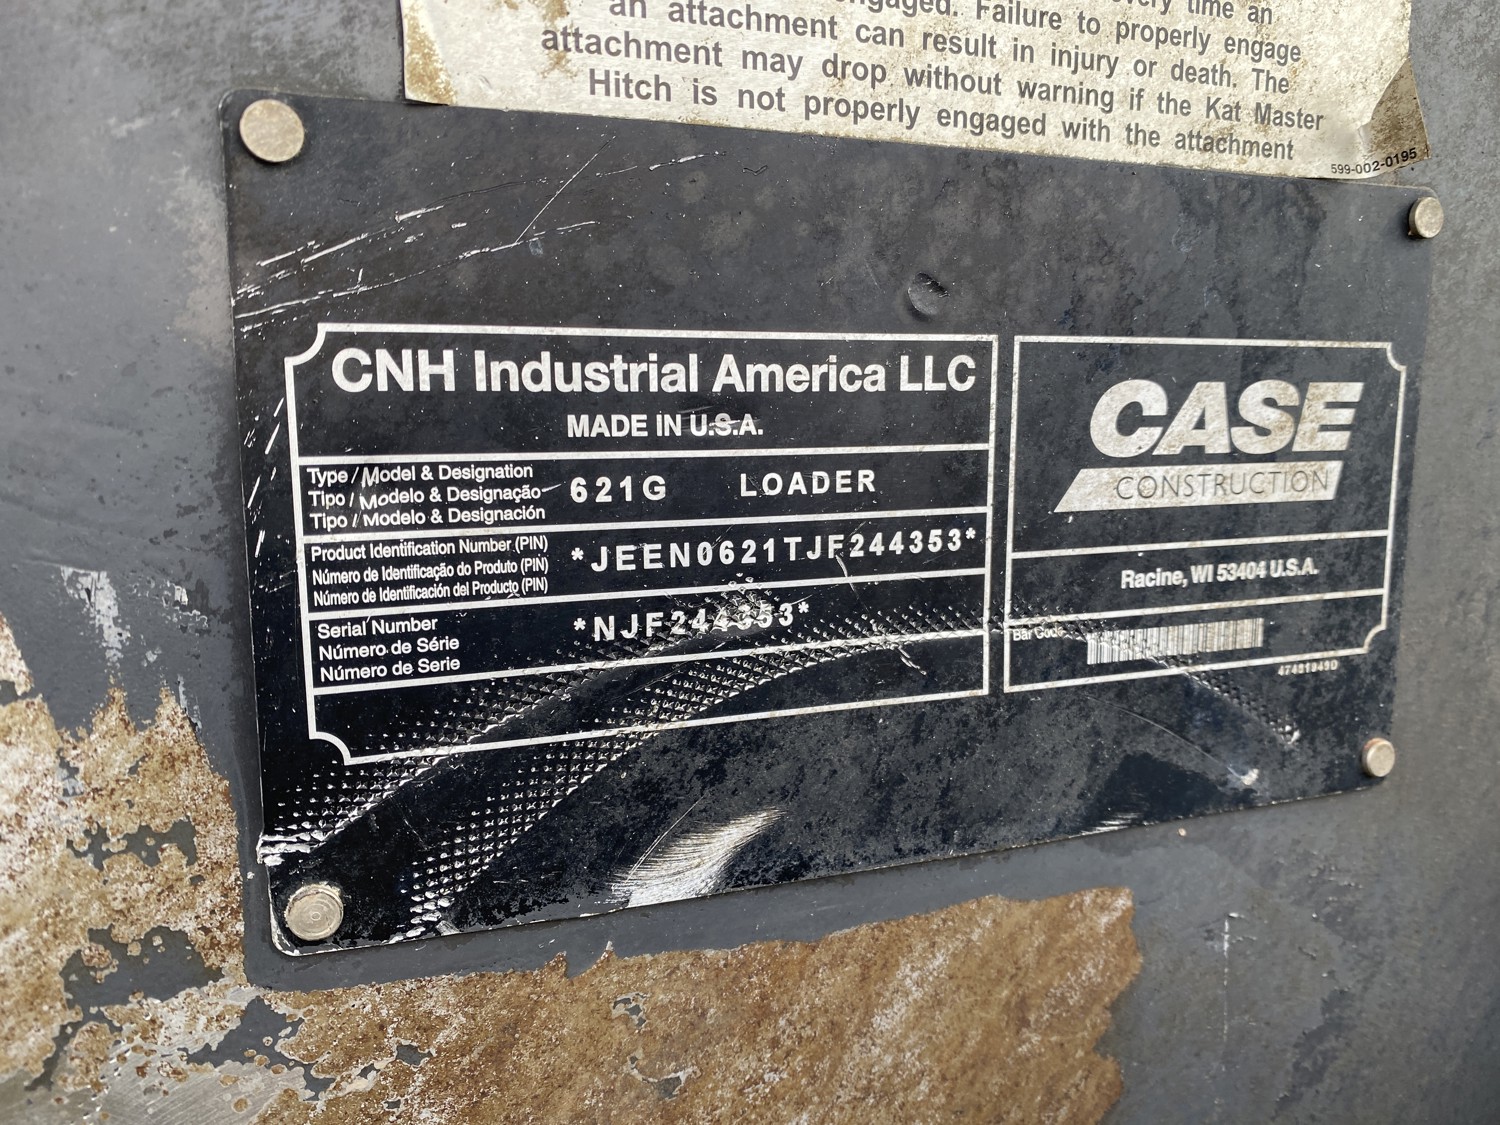 every time an
engaged. Failure to properly engage
an attachment can result in injury or death. The
attachment may drop without warning if the Kat Master
Hitch is not properly engaged with the attachment
599-002-0195
CNH Industrial America LLC
MADE IN U.S.A.
Type / Model & Designation
Tipo / Modelo & Designação
Tipo / Modelo & Designación
621G LOADER
Product Identification Number (PIN)
Número de Identificação do Produto (PIN)
Número de Identificación del Producto (PIN)
*JEEN0621TJF244353*
Serial Number
Número de Série
Número de Serie
*NJF244353*
CASE
CONSTRUCTION
Racine, WI 53404 U.S.A.
Bar Code